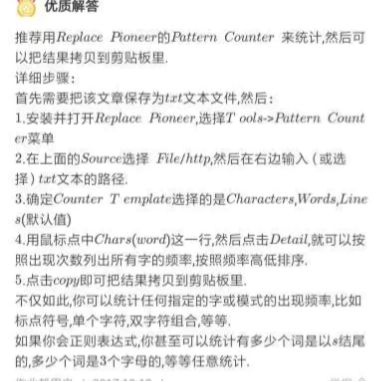 优质解答
推荐用Replace Pioneer的Pattern Counter 来统计,然后可
以把结果拷贝到剪贴板里.
详细步骤：
首先需要把该文章保存为txt文本文件,然后：
1.安装并打开Replace Pioneer,选择T ools->Pattern Count
er菜单
2.在上面的Source选择 File/http,然后在右边输入（或选
择）txt文本的路径.
3.确定Counter T emplate选择的是Characters,Words,Line
s(默认值)
4.用鼠标点中Chars(word)这一行,然后点击Detail,就可以按
照出现次数列出所有字的频率,按照频率高低排序.
5.点击copy即可把结果拷贝到剪贴板里.
不仅如此,你可以统计任何指定的字或模式的出现频率,比如
标点符号,单个字符,双字符组合,等等.
如果你会正则表达式,你甚至可以统计有多少个词是以s结尾
的,多少个词是3个字母的,等等任意统计.